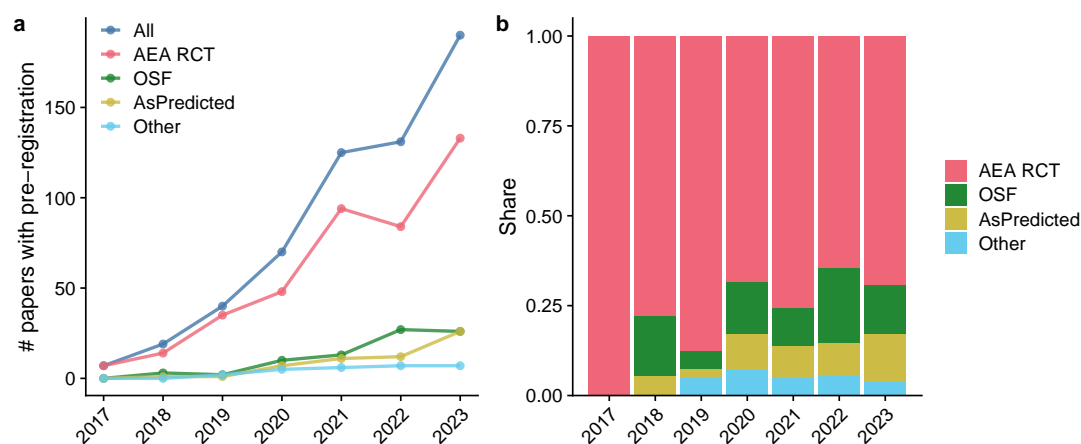 a
All
AEA RCT
OSF
AsPredicted
Other
# papers with pre−registration
150
100
50
0
2017
2018
2019
2020
2021
2022
2023
b
Share
1.00
0.75
0.50
0.25
0.00
2017
2018
2019
2020
2021
2022
2023
AEA RCT
OSF
AsPredicted
Other